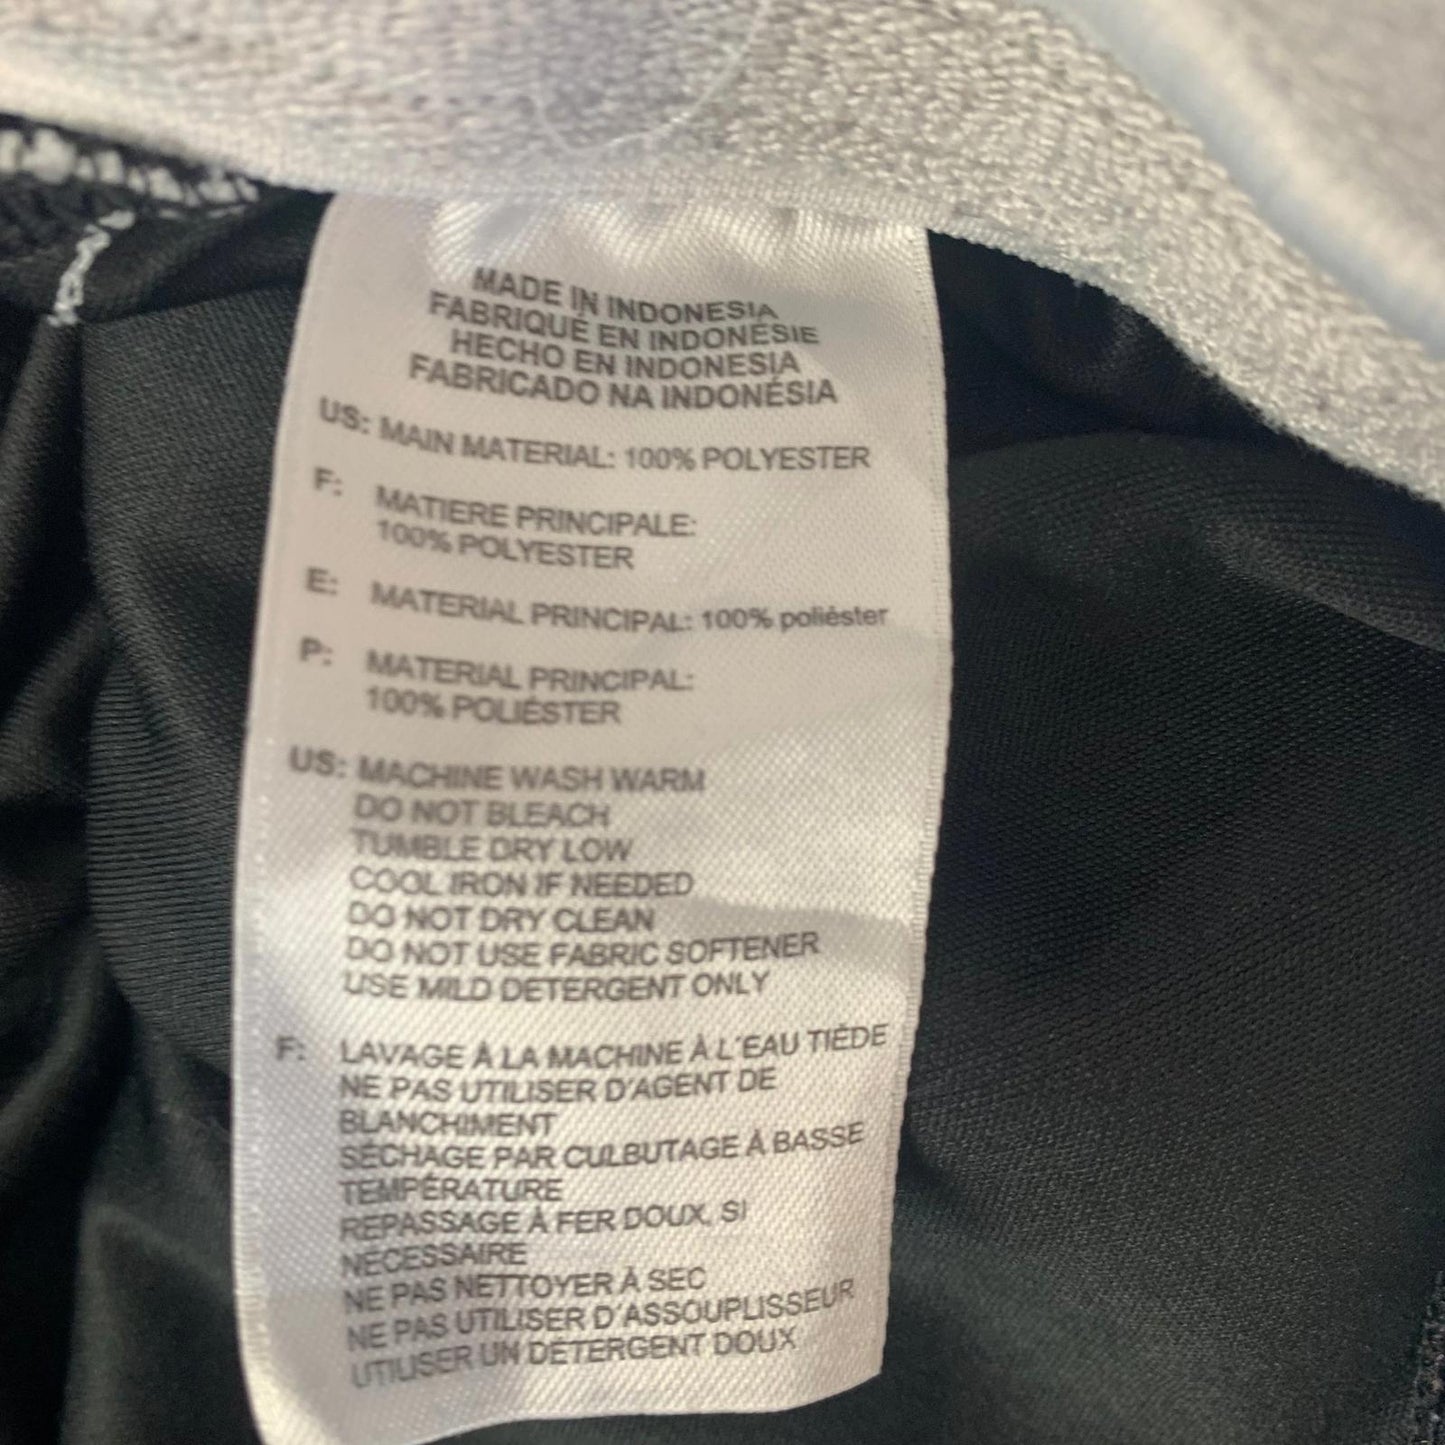 MADE IN INDONESIA
FABRIQUÉ EN INDONÉSIE
HECHO EN INDONESIA
FABRICADO NA INDONÉSIA
US: MAIN MATERIAL: 100% POLYESTER
F: MATIERE PRINCIPALE:
100% POLYESTER
E: MATERIAL PRINCIPAL: 100% poliéster
P: MATERIAL PRINCIPAL:
100% POLIÉSTER
US: MACHINE WASH WARM
DO NOT BLEACH
TUMBLE DRY LOW
COOL IRON IF NEEDED
DO NOT DRY CLEAN
DO NOT USE FABRIC SOFTENER
USE MILD DETERGENT ONLY
F: LAVAGE À LA MACHINE À L'EAU TIÈDE
NE PAS UTILISER D'AGENT DE
BLANCHIMENT
SÉCHAGE PAR CULBUTAGE À BASSE
TEMPÉRATURE
REPASSAGE À FER DOUX, SI
NÉCESSAIRE
NE PAS NETTOYER À SEC
NE PAS UTILISER D'ASSOUPLISSEUR
UTILISER UN DÉTERGENT DOUX